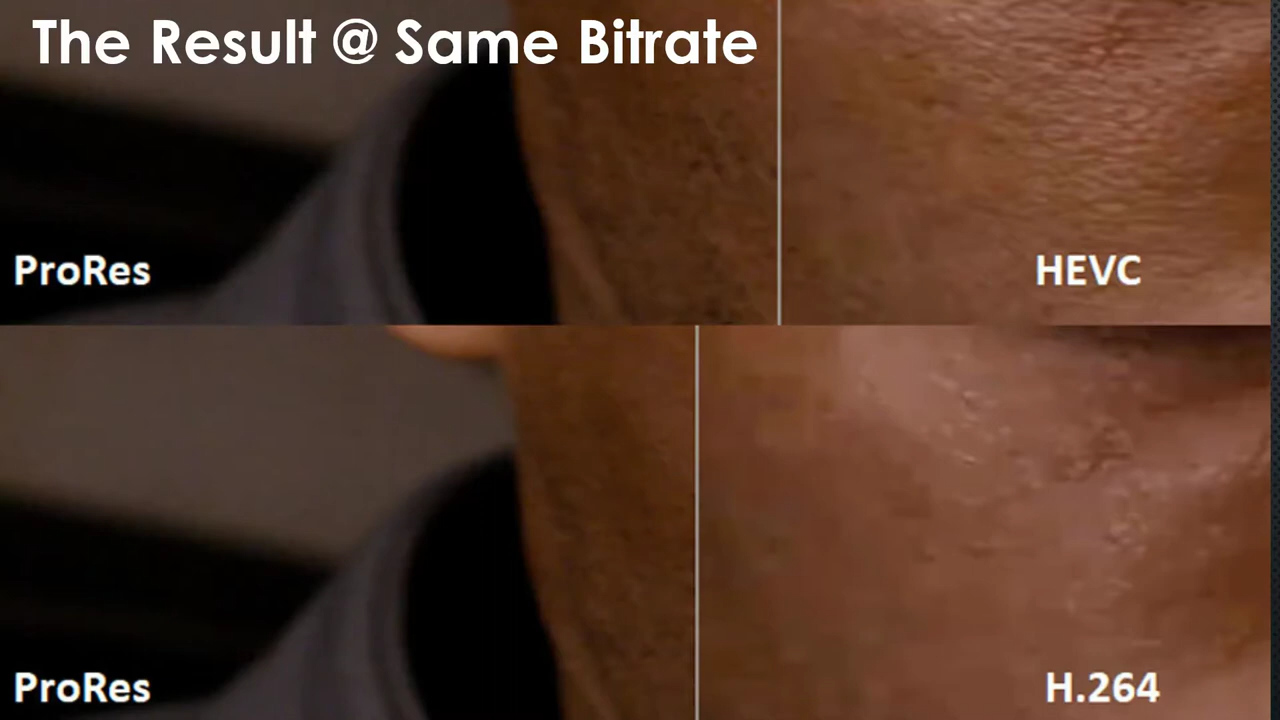 The Result @ Same Bitrate
ProRes
HEVC
ProRes
H.264